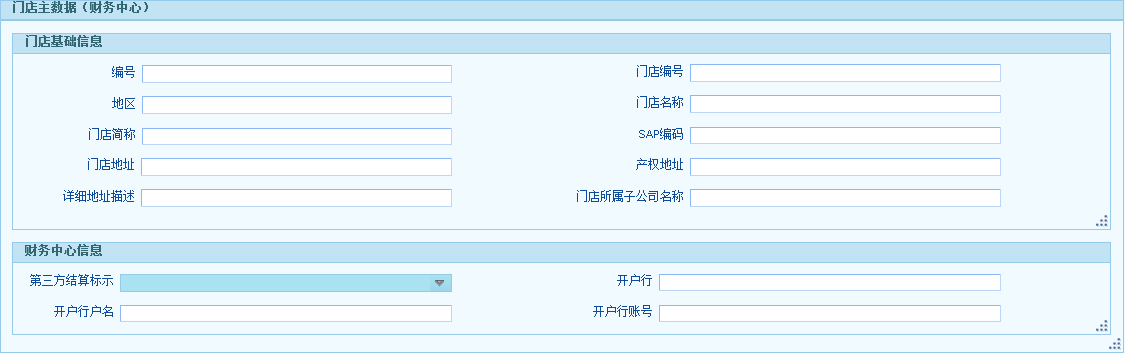 门店主数据（财务中心）
门店基础信息
编号 门店编号
地区 门店名称
门店简称 SAP编码
门店地址 产权地址
详细地址描述 门店所属子公司名称
财务中心信息
第三方结算标示 开户行
开户行户名 开户行账号